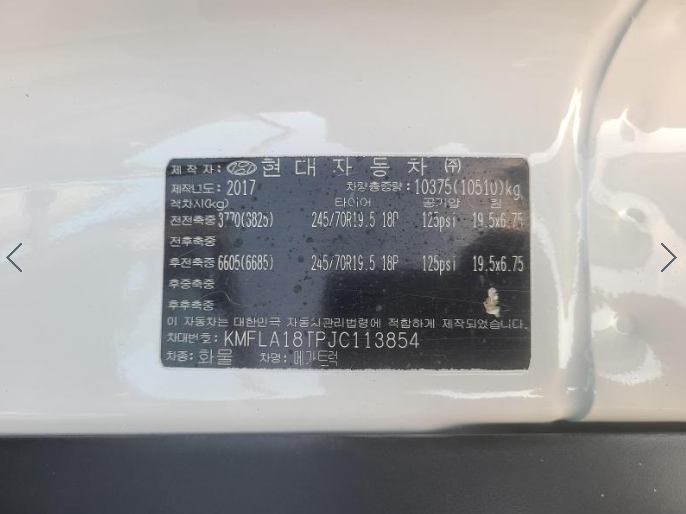 제 작 자: 현 대 자 동 차 ㈜
제작년도: 2017 차량총중량: 10375(10510)kg
적차시(kg) 타이어 공기압 림
전전축중 3770(3825) 245/70R19.5 18P 125psi 19.5x6.75
전후축중
후전축중 6605(6685) 245/70R19.5 18P 125psi 19.5x6.75
후중축중
후후축중
이 자동차는 대한민국 자동차관리법령에 적합하게 제작되었습니다.
차대번호: KMFLA18TPJC113854
차종: 화물 차명: 메가트럭